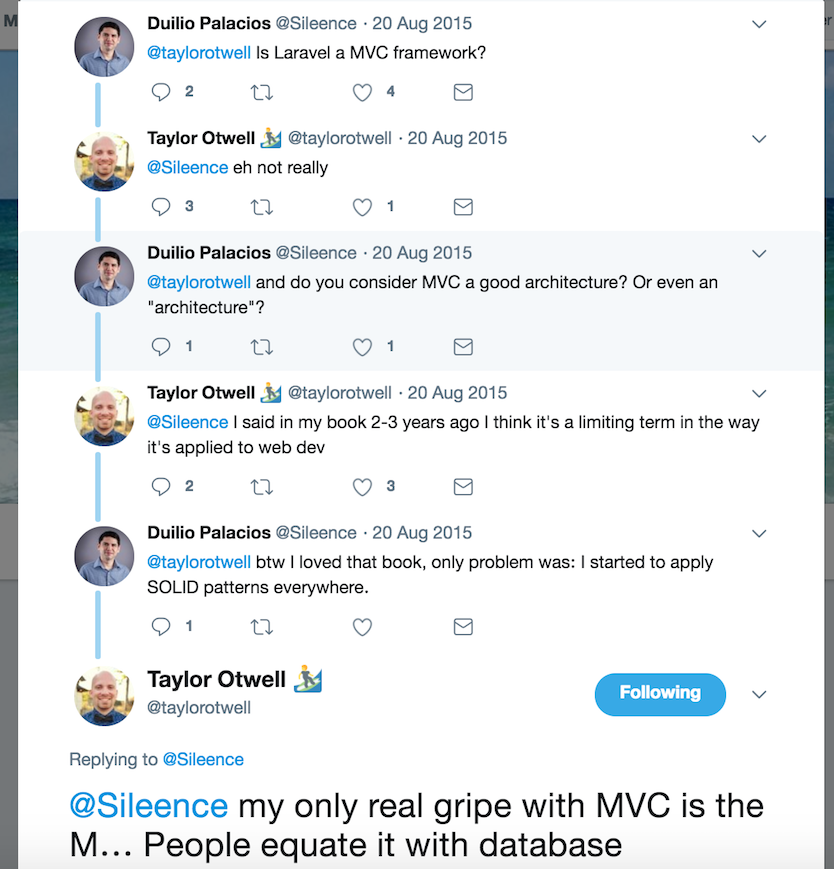 M
er
Duilio Palacios @Sileence · 20 Aug 2015
@taylorotwell Is Laravel a MVC framework?
2 4
Taylor Otwell 🏄‍♂️ @taylorotwell · 20 Aug 2015
@Sileence eh not really
3 1
Duilio Palacios @Sileence · 20 Aug 2015
@taylorotwell and do you consider MVC a good architecture? Or even an
"architecture"?
1 1
Taylor Otwell 🏄‍♂️ @taylorotwell · 20 Aug 2015
@Sileence I said in my book 2-3 years ago I think it's a limiting term in the way
it's applied to web dev
2 3
Duilio Palacios @Sileence · 20 Aug 2015
@taylorotwell btw I loved that book, only problem was: I started to apply
SOLID patterns everywhere.
1
Taylor Otwell 🏄‍♂️
@taylorotwell
Following
Replying to @Sileence
@Sileence my only real gripe with MVC is the
M... People equate it with database